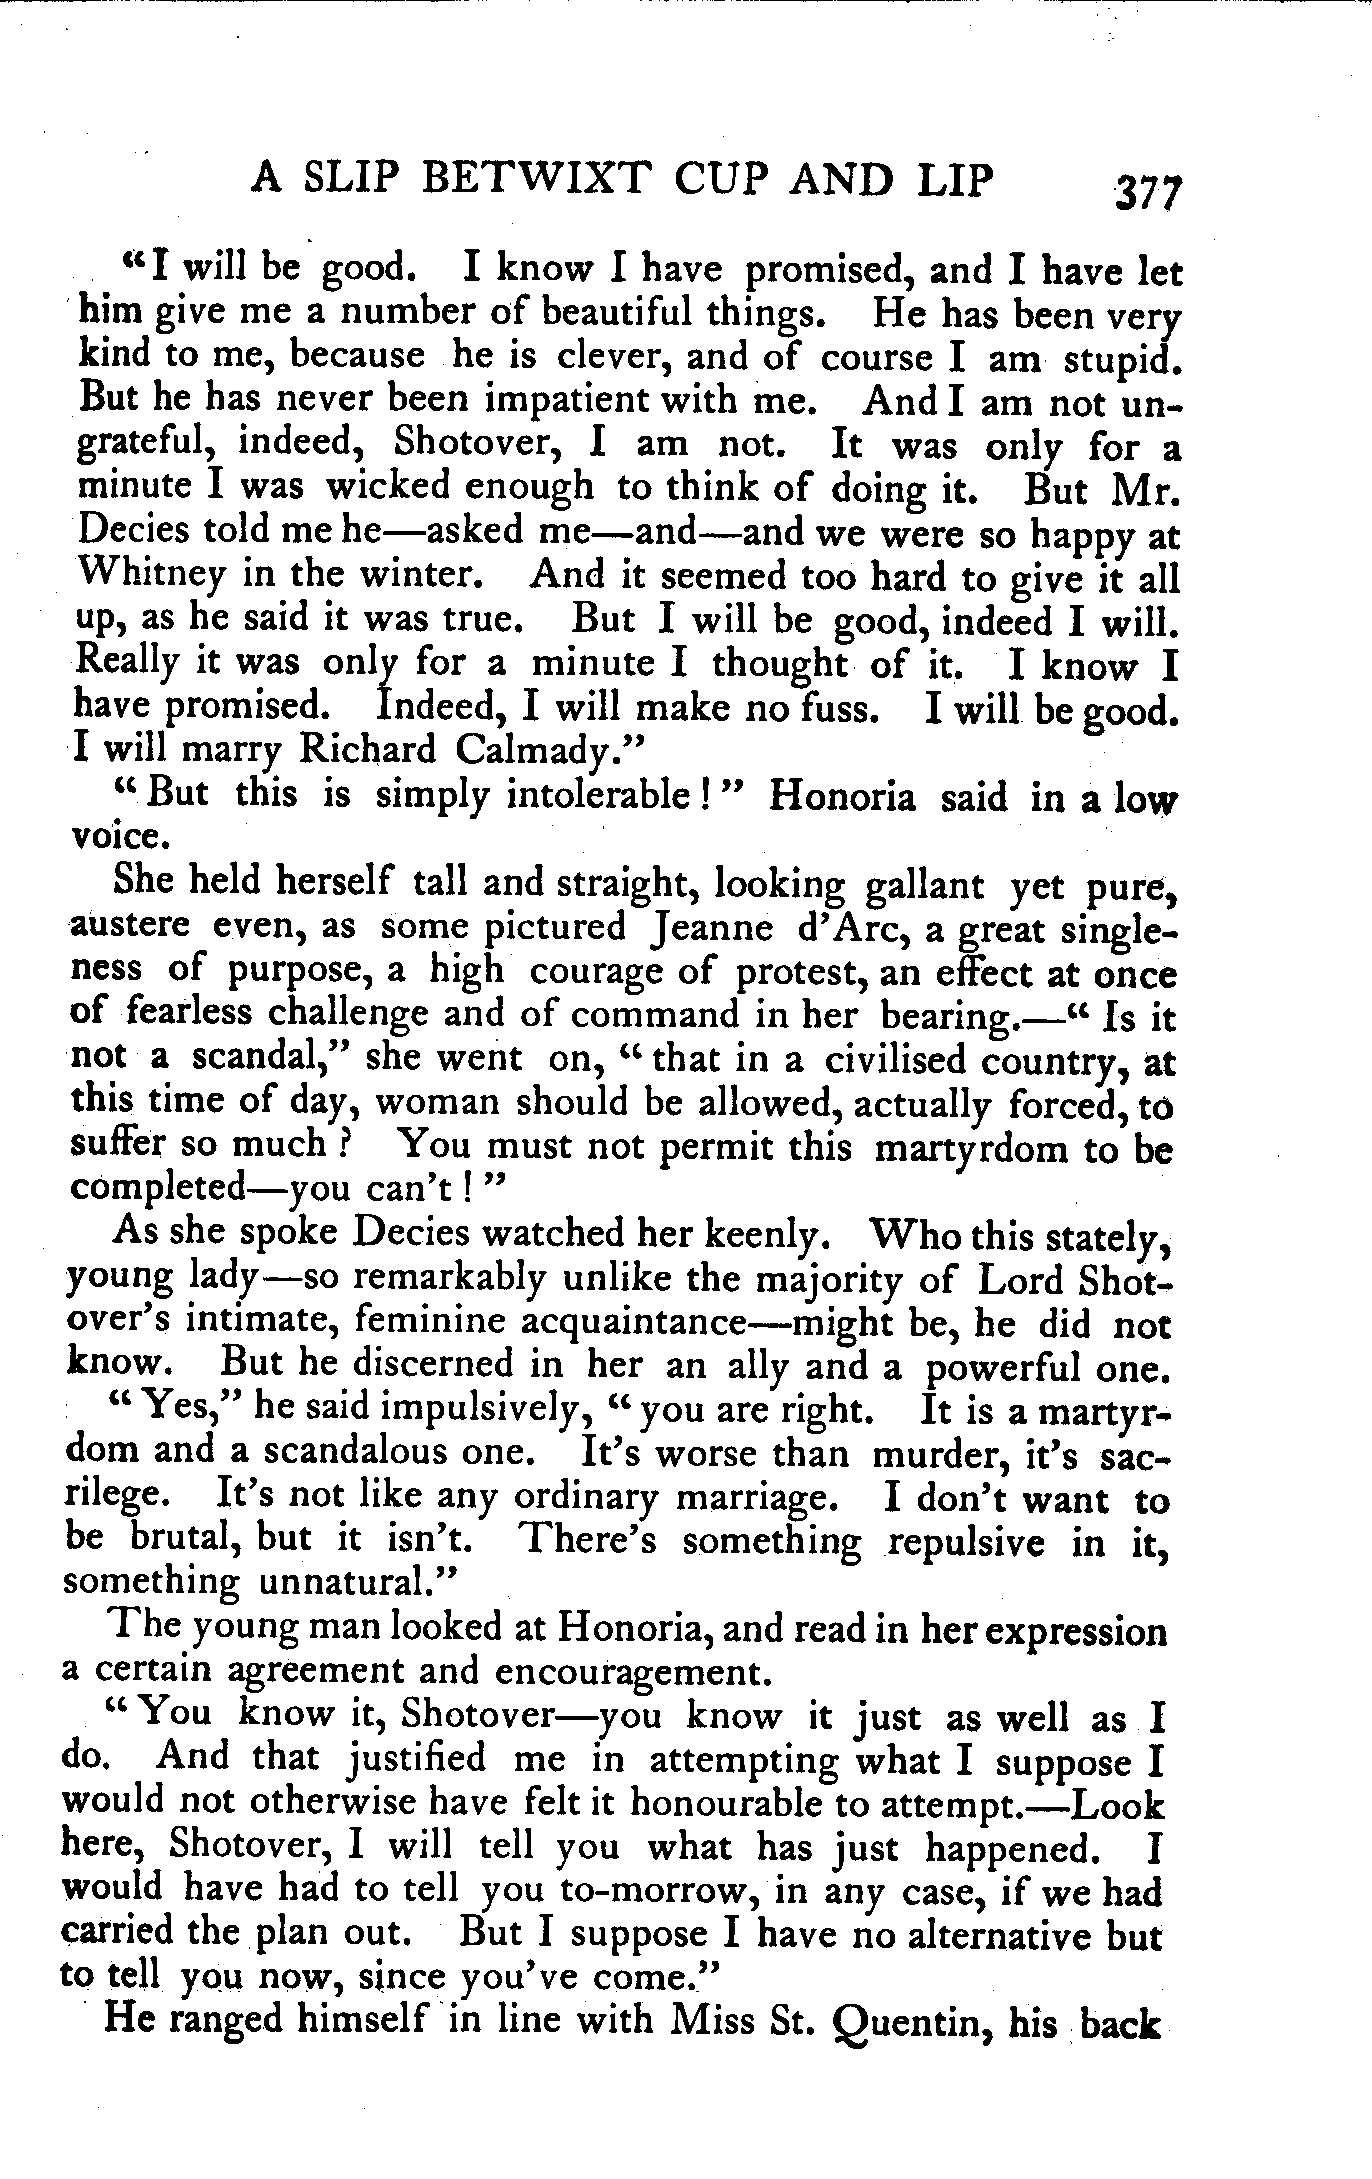 A SLIP BETWIXT CUP AND LIP 377
“I will be good. I know I have promised, and I have let
him give me a number of beautiful things. He has been very
kind to me, because he is clever, and of course I am stupid.
But he has never been impatient with me. And I am not un-
grateful, indeed, Shotover, I am not. It was only for a
minute I was wicked enough to think of doing it. But Mr.
Decies told me he—asked me—and—and we were so happy at
Whitney in the winter. And it seemed too hard to give it all
up, as he said it was true. But I will be good, indeed I will.
Really it was only for a minute I thought of it. I know I
have promised. Indeed, I will make no fuss. I will be good.
I will marry Richard Calmady.”
“But this is simply intolerable!” Honoria said in a low
voice.
She held herself tall and straight, looking gallant yet pure,
austere even, as some pictured Jeanne d’Arc, a great single-
ness of purpose, a high courage of protest, an effect at once
of fearless challenge and of command in her bearing.—“Is it
not a scandal,” she went on, “that in a civilised country, at
this time of day, woman should be allowed, actually forced, to
suffer so much? You must not permit this martyrdom to be
completed—you can’t!”
As she spoke Decies watched her keenly. Who this stately,
young lady—so remarkably unlike the majority of Lord Shot-
over’s intimate, feminine acquaintance—might be, he did not
know. But he discerned in her an ally and a powerful one.
“Yes,” he said impulsively, “you are right. It is a martyr-
dom and a scandalous one. It’s worse than murder, it’s sac-
rilege. It’s not like any ordinary marriage. I don’t want to
be brutal, but it isn’t. There’s something repulsive in it,
something unnatural.”
The young man looked at Honoria, and read in her expression
a certain agreement and encouragement.
“You know it, Shotover—you know it just as well as I
do. And that justified me in attempting what I suppose I
would not otherwise have felt it honourable to attempt.—Look
here, Shotover, I will tell you what has just happened. I
would have had to tell you to-morrow, in any case, if we had
carried the plan out. But I suppose I have no alternative but
to tell you now, since you’ve come.”
He ranged himself in line with Miss St. Quentin, his back